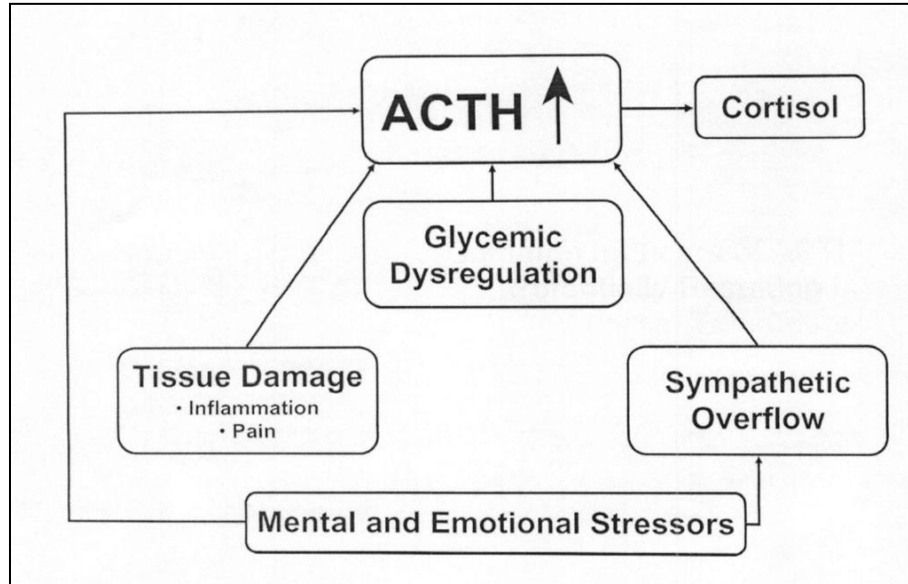 ACTH ↑
Cortisol
Glycemic
Dysregulation
Tissue Damage
• Inflammation
• Pain
Sympathetic
Overflow
Mental and Emotional Stressors